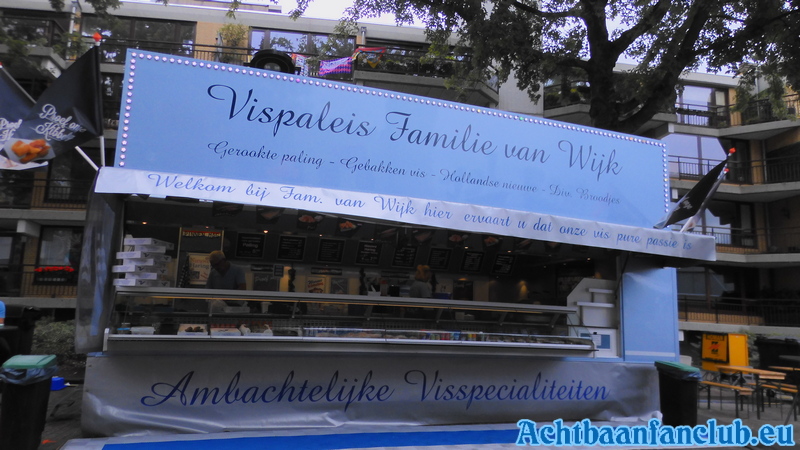 Vispaleis Familie van Wijk
Gerookte paling - Gebakken vis - Hollandse nieuwe - Div. Broodjes
Welkom bij Fam. van Wijk hier ervaart u dat onze vis pure passie is
Ambachtelijke Visspecialiteiten
Achtbaanfanclub.eu